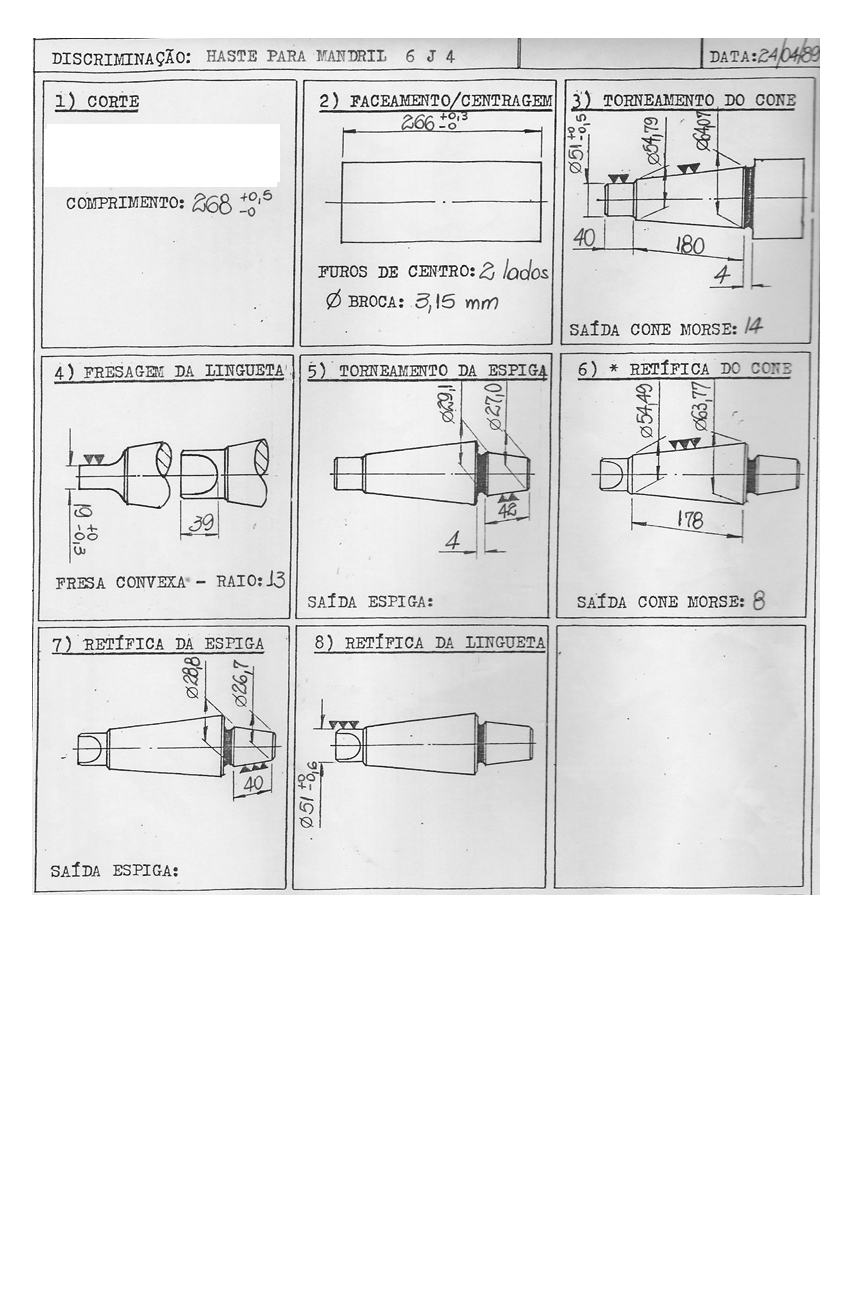 DISCRIMINAÇÃO: HASTE PARA MANDRIL 6 J 4
DATA: 24/04/89
1) CORTE
COMPRIMENTO: 268 +0,5 -0
2) FACEAMENTO/CENTRAGEM
266 +0,3 -0
FUROS DE CENTRO: 2 lados
Ø BROCA: 3,15 mm
3) TORNEAMENTO DO CONE
Ø51 +0 -0,5
Ø54,79
Ø64,07
40
180
4
SAÍDA CONE MORSE: 14
4) FRESAGEM DA LINGUETA
19 +0 -0,3
39
FRESA CONVEXA - RAIO: 13
5) TORNEAMENTO DA ESPIGA
Ø29,1
Ø27,0
42
4
SAÍDA ESPIGA:
6) * RETÍFICA DO CONE
Ø54,49
Ø63,77
178
SAÍDA CONE MORSE: 8
7) RETÍFICA DA ESPIGA
Ø28,8
Ø26,7
40
SAÍDA ESPIGA:
8) RETÍFICA DA LINGUETA
Ø51 +0 -0,6